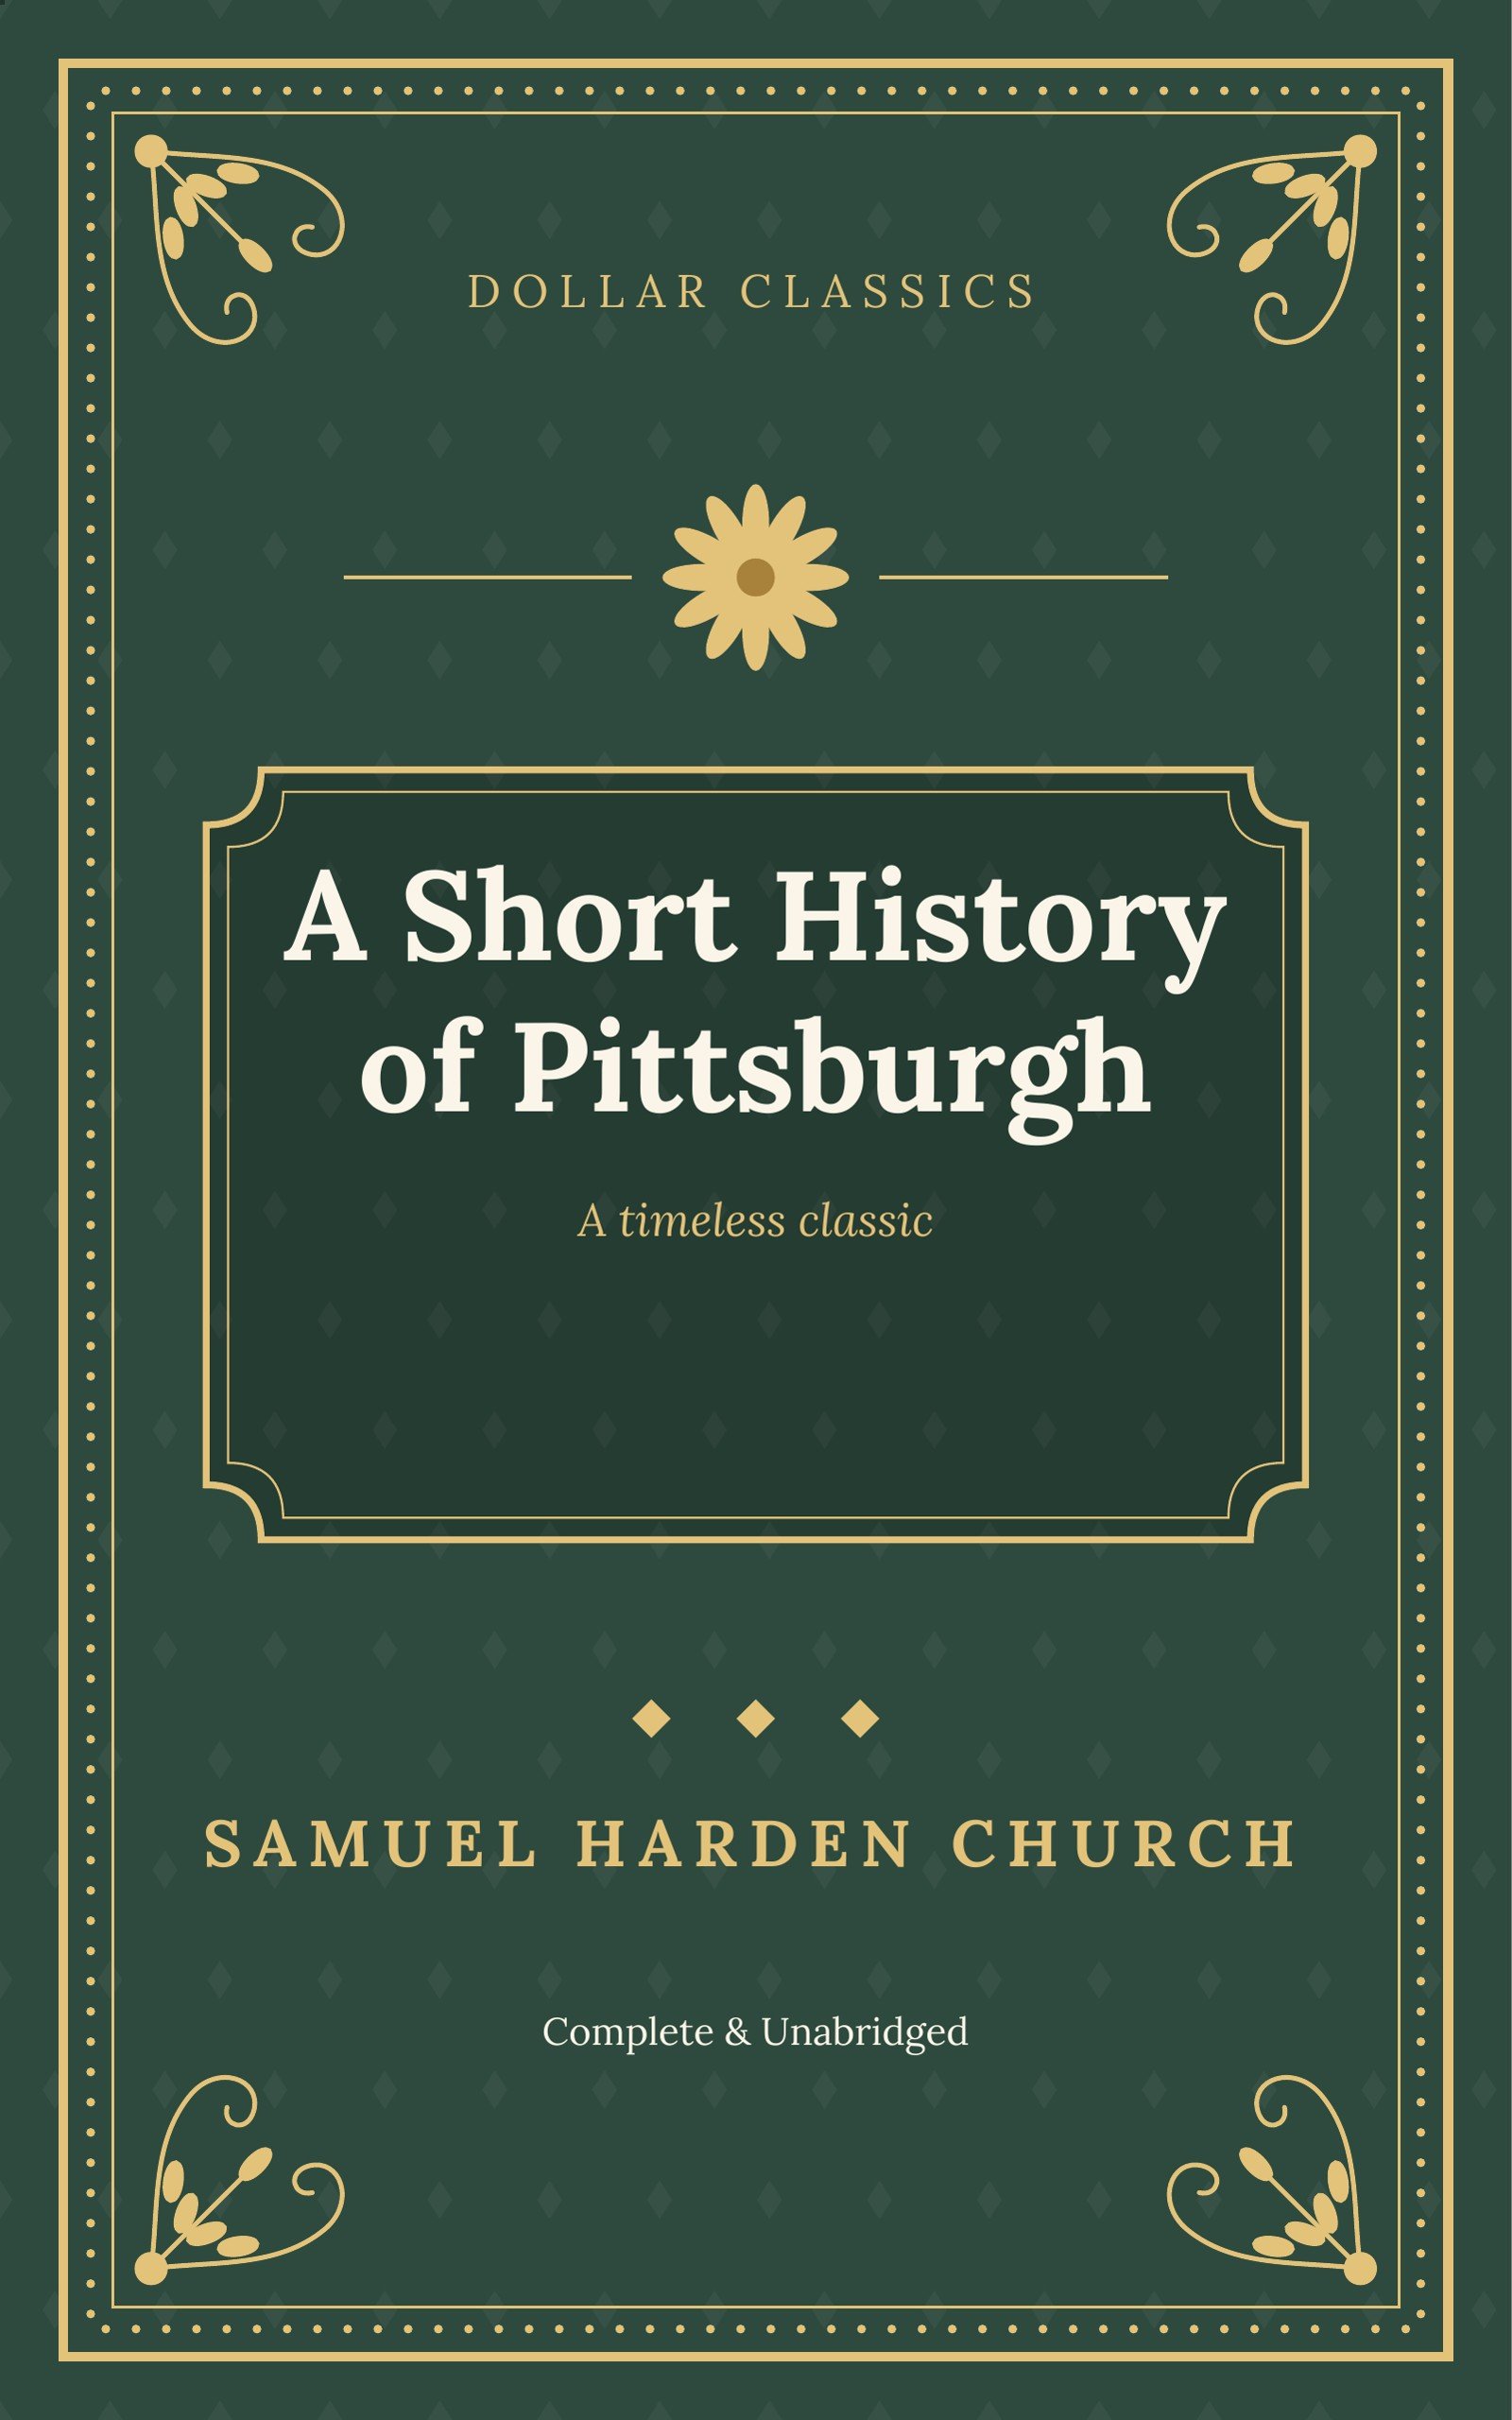 DOLLAR CLASSICS
A Short History
of Pittsburgh
A timeless classic
SAMUEL HARDEN CHURCH
Complete & Unabridged